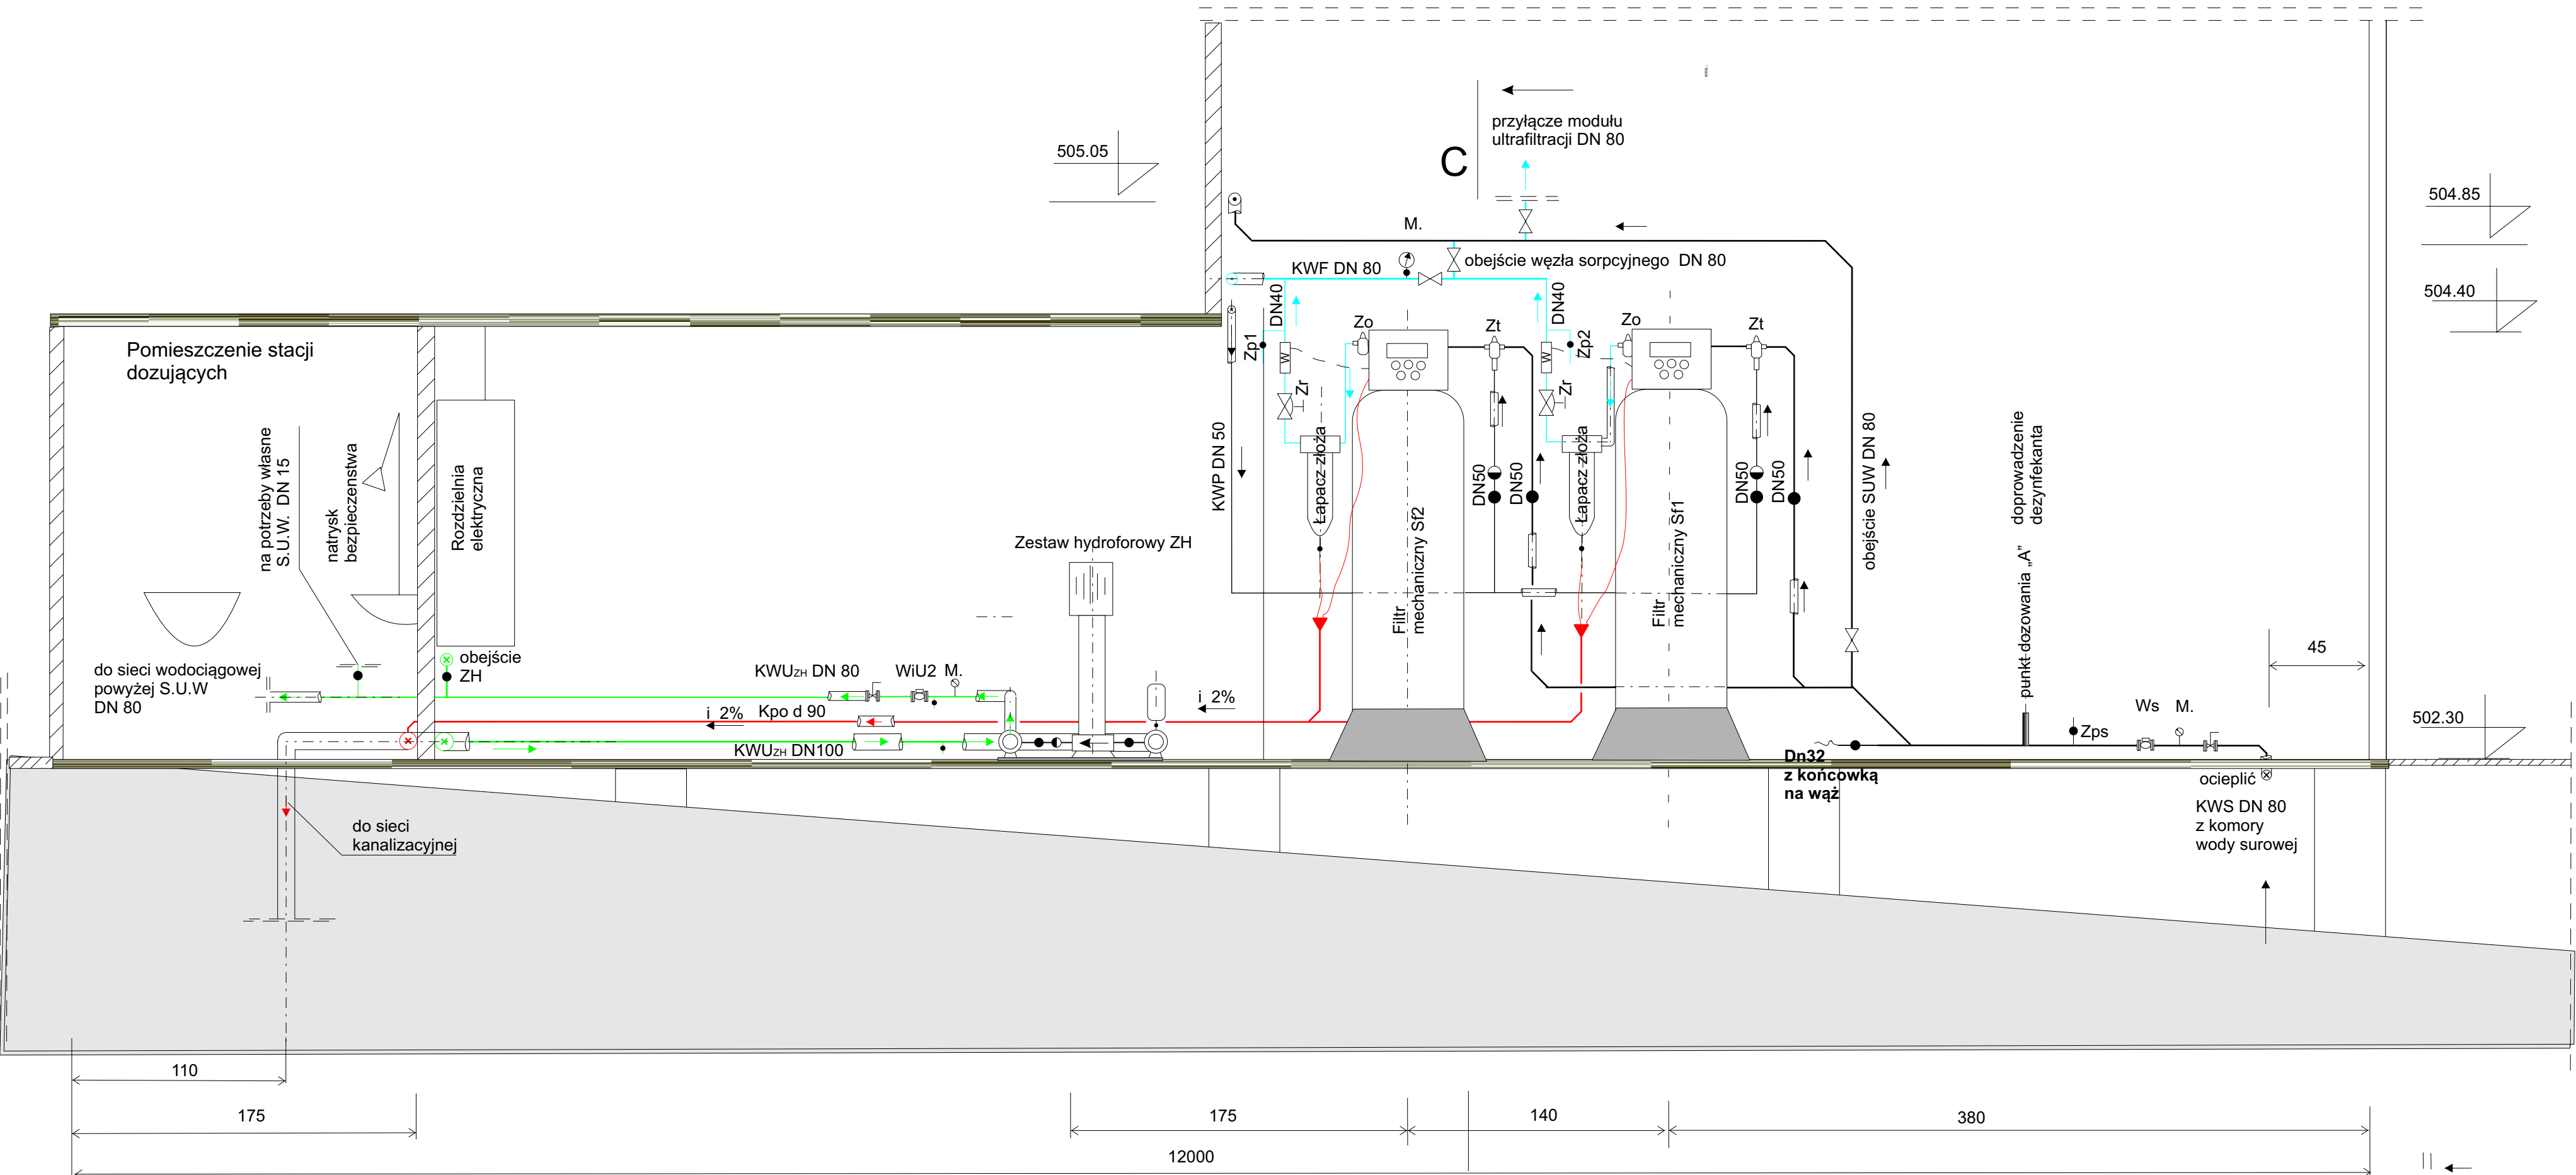 505.05
C
przyłącze modułu
ultrafiltracji DN 80
504.85
504.40
M.
obejście węzła sorpcyjnego DN 80
KWF DN 80
DN40
DN40
Zp1
Zo
Zt
Zp2
Zo
Zt
W
W
Zr
Zr
Pomieszczenie stacji
dozujących
na potrzeby własne
S.U.W. DN 15
natrysk
bezpieczenstwa
Rozdzielnia
elektryczna
KWP DN 50
Łapacz złoża
Filtr
mechaniczny Sf2
DN50
DN50
Łapacz złoża
Filtr
mechaniczny Sf1
DN50
DN50
obejście SUW DN 80
doprowadzenie
dezynfekanta
punkt dozowania „A”
Zestaw hydroforowy ZH
do sieci wodociągowej
powyżej S.U.W
DN 80
obejście
ZH
KWUZH DN 80
WiU2
M.
i 2%
Kpo d 90
i 2%
KWUZH DN100
45
502.30
Zps
Ws
M.
Dn32
z końcówką
na wąż
ocieplić
KWS DN 80
z komory
wody surowej
do sieci
kanalizacyjnej
110
175
175
140
380
12000